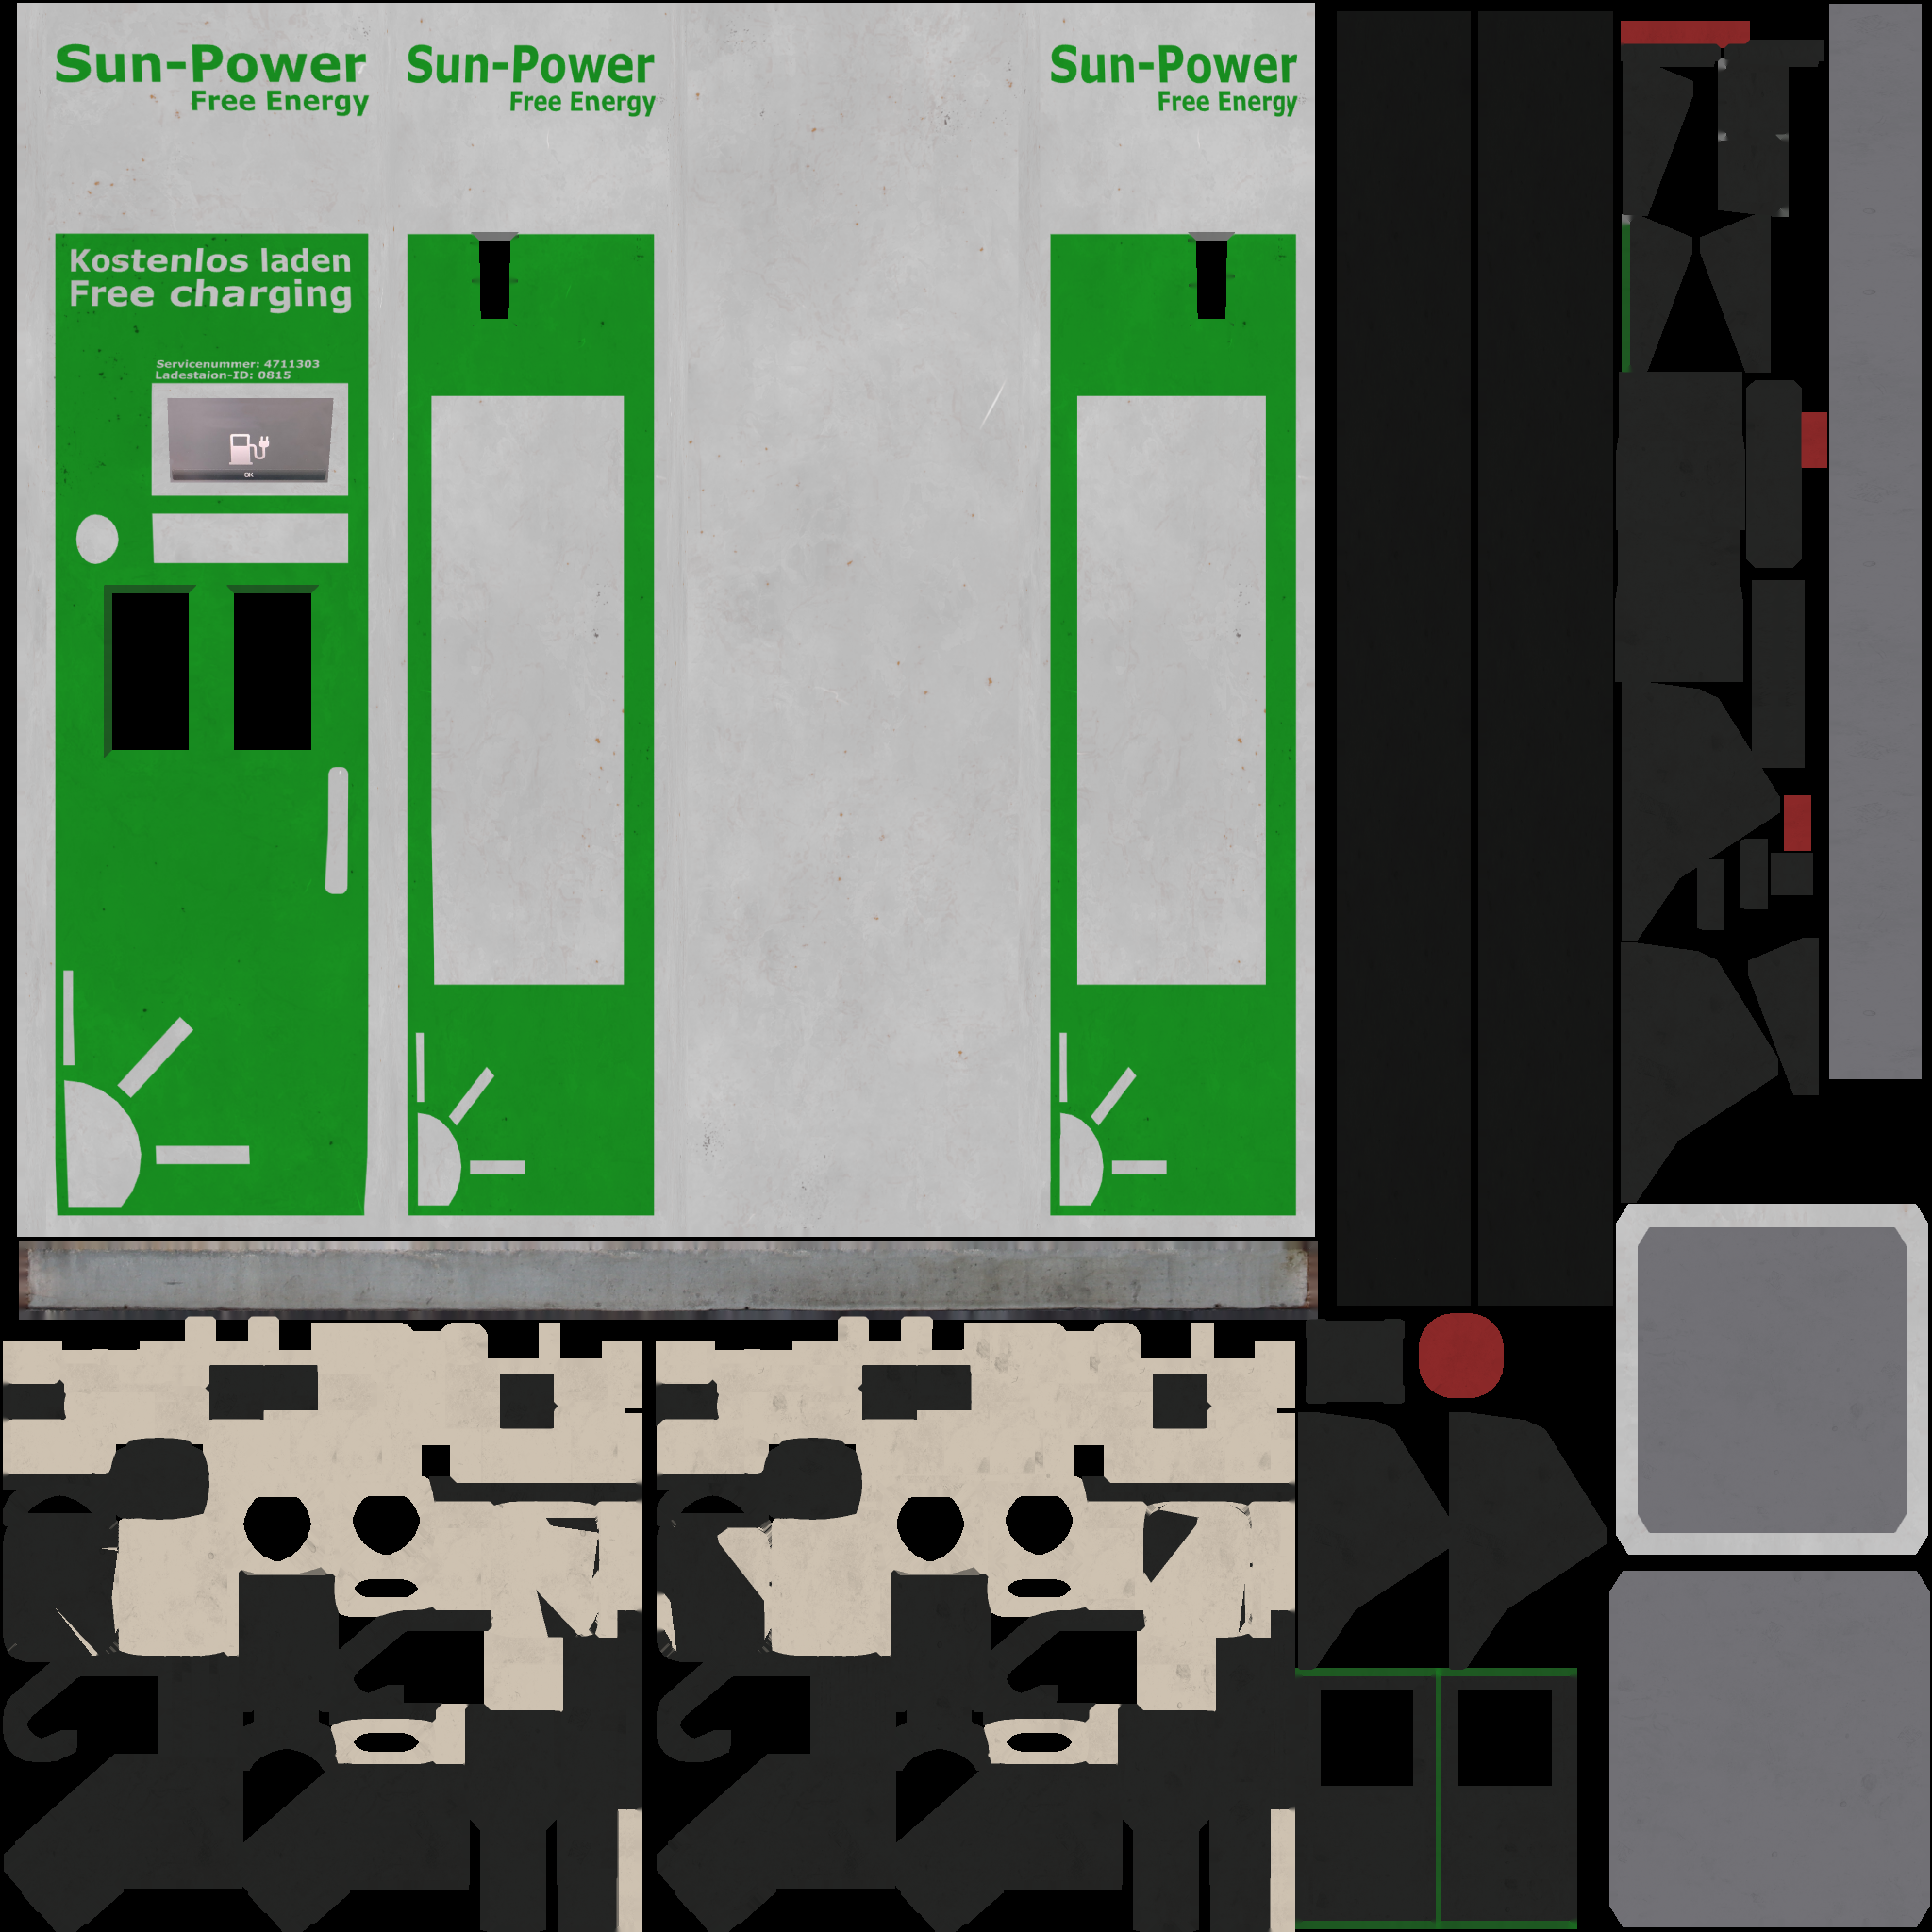 Sun-Power
Free Energy
Sun-Power
Free Energy
Sun-Power
Free Energy
Kostenlos laden
Free charging
Servicenummer: 4711303
Ladestaion-ID: 0815
OK